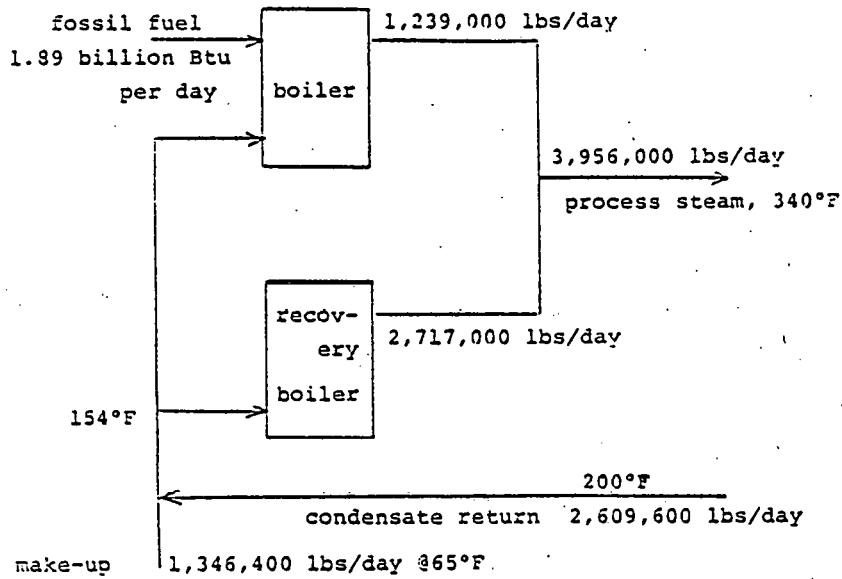 fossil fuel
1.89 billion Btu
per day
boiler
1,239,000 lbs/day
3,956,000 lbs/day
process steam, 340°F
recov-
ery
boiler
2,717,000 lbs/day
154°F
200°F
condensate return 2,609,600 lbs/day
make-up 1,346,400 lbs/day @65°F